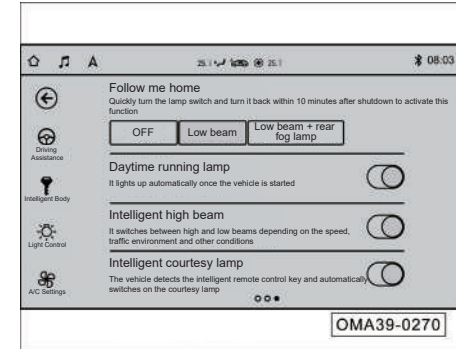 25.1 25.1 08:03
Follow me home
Quickly turn the lamp switch and turn it back within 10 minutes after shutdown to activate this
function
OFF Low beam Low beam + rear
fog lamp
Driving
Assistance
Daytime running lamp
It lights up automatically once the vehicle is started
Intelligent Body
Intelligent high beam
It switches between high and low beams depending on the speed,
traffic environment and other conditions
Light Control
Intelligent courtesy lamp
The vehicle detects the intelligent remote control key and automatically
switches on the courtesy lamp
A/C Settings
OMA39-0270